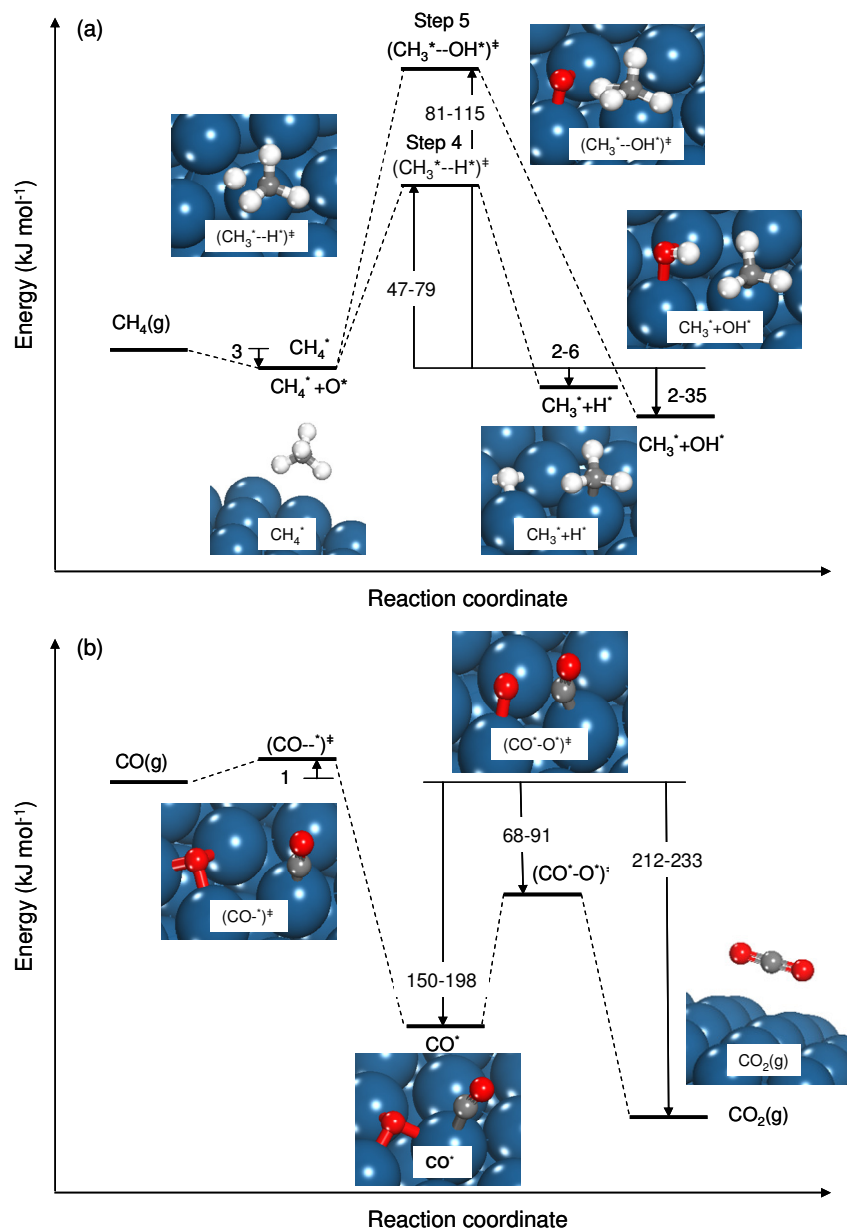 (a)
Step 5
(CH₃*--OH*)‡
81-115
(CH₃*--OH*)‡
Step 4
(CH₃*--H*)‡
(CH₃*--H*)‡
47-79
CH₃*+OH*
CH₄(g)
3
CH₄*
CH₄*+O*
2-6
2-35
CH₃*+H*
CH₃*+OH*
CH₄*
CH₃*+H*
Energy (kJ mol⁻¹)
Reaction coordinate
(b)
(CO--*)‡
(CO*-O*)‡
CO(g)
1
68-91
212-233
(CO*-O*)‡
(CO-*)‡
150-198
CO*
CO₂(g)
CO₂(g)
CO*
Energy (kJ mol⁻¹)
Reaction coordinate